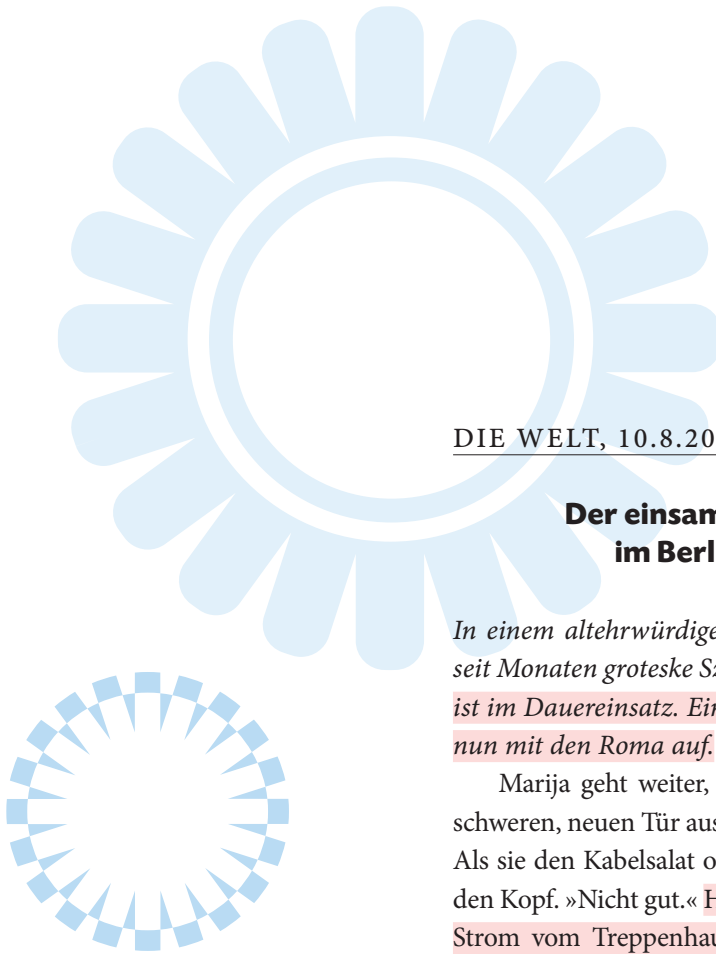 DIE WELT, 10.8.20
Der einsam
im Berl
In einem altehrwürdige
seit Monaten groteske Sz
ist im Dauereinsatz. Ein
nun mit den Roma auf.
Marija geht weiter,
schweren, neuen Tür aus
Als sie den Kabelsalat o
den Kopf. »Nicht gut.« H
Strom vom Treppenhau